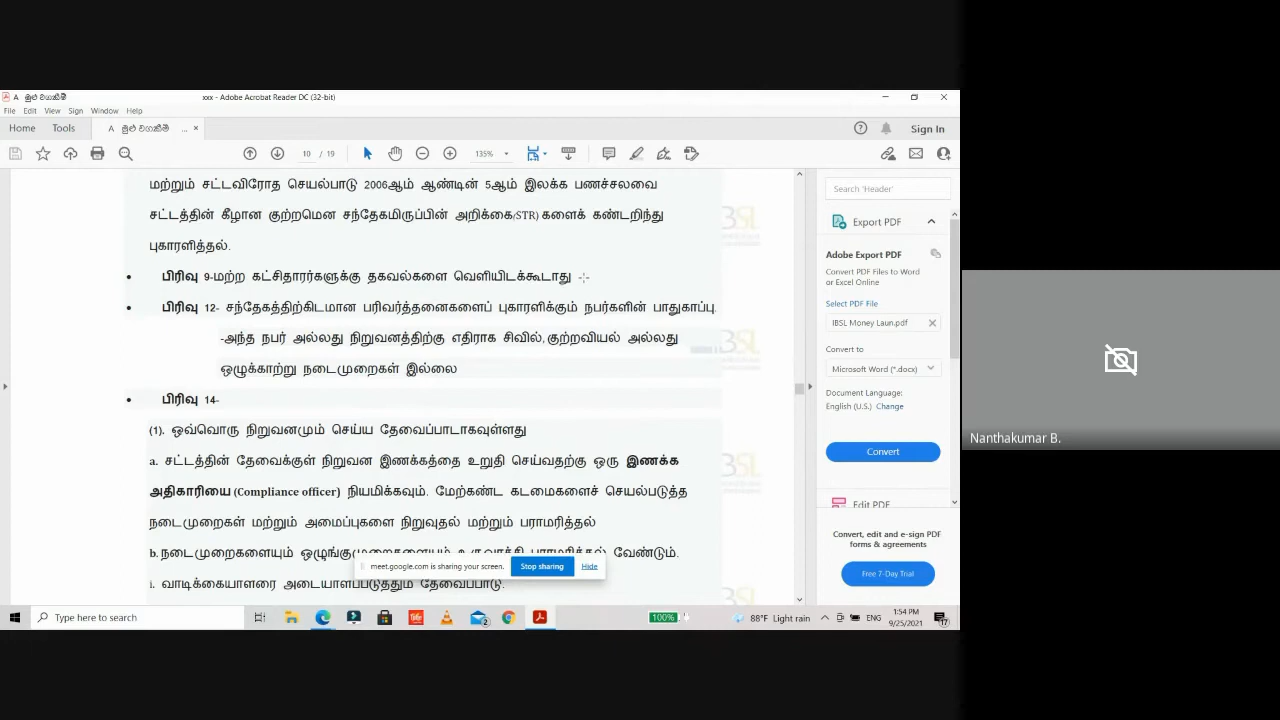 A මුළු වගකීම්
xxx - Adobe Acrobat Reader DC (32-bit)
File Edit View Sign Window Help
Home Tools A මුළු වගකීම් ... × Sign In
10 / 19 135%
மற்றும் சட்டவிரோத செயல்பாடு 2006ஆம் ஆண்டின் 5ஆம் இலக்க பணச்சலவை
சட்டத்தின் கீழான குற்றமென சந்தேகமிருப்பின் அறிக்கை(STR) களைக் கண்டறிந்து
புகாரளித்தல்.
• பிரிவு 9-மற்ற கட்சிதாரர்களுக்கு தகவல்களை வெளியிடக்கூடாது
• பிரிவு 12- சந்தேகத்திற்கிடமான பரிவர்த்தனைகளைப் புகாரளிக்கும் நபர்களின் பாதுகாப்பு.
-அந்த நபர் அல்லது நிறுவனத்திற்கு எதிராக சிவில்,குற்றவியல் அல்லது
ஒழுக்காற்று நடைமுறைகள் இல்லை
• பிரிவு 14-
(1). ஒவ்வொரு நிறுவனமும் செய்ய தேவைப்பாடாகவுள்ளது
a. சட்டத்தின் தேவைக்குள் நிறுவன இணக்கத்தை உறுதி செய்வதற்கு ஒரு இணக்க
அதிகாரியை (Compliance officer) நியமிக்கவும். மேற்கண்ட கடமைகளைச் செயல்படுத்த
நடைமுறைகள் மற்றும் அமைப்புகளை நிறுவுதல் மற்றும் பராமரித்தல்
b. நடைமுறைகளையும் ஒழுங்குமுறைகளையும் உருவாக்கி பராமரித்தல் வேண்டும்.
i. வாடிக்கையாளரை அடையாளப்படுத்தும் தேவைப்பாடு.
meet.google.com is sharing your screen. Stop sharing Hide
Search 'Header'
Export PDF
Adobe Export PDF
Convert PDF Files to Word
or Excel Online
Select PDF File
IBSL Money Laun.pdf
Convert to
Microsoft Word (*.docx)
Document Language:
English (U.S.) Change
Convert
Edit PDF
Convert, edit and e-sign PDF
forms & agreements
Free 7-Day Trial
Type here to search
2
100%
88°F Light rain
ENG
1:54 PM
9/25/2021
17
Nanthakumar B.